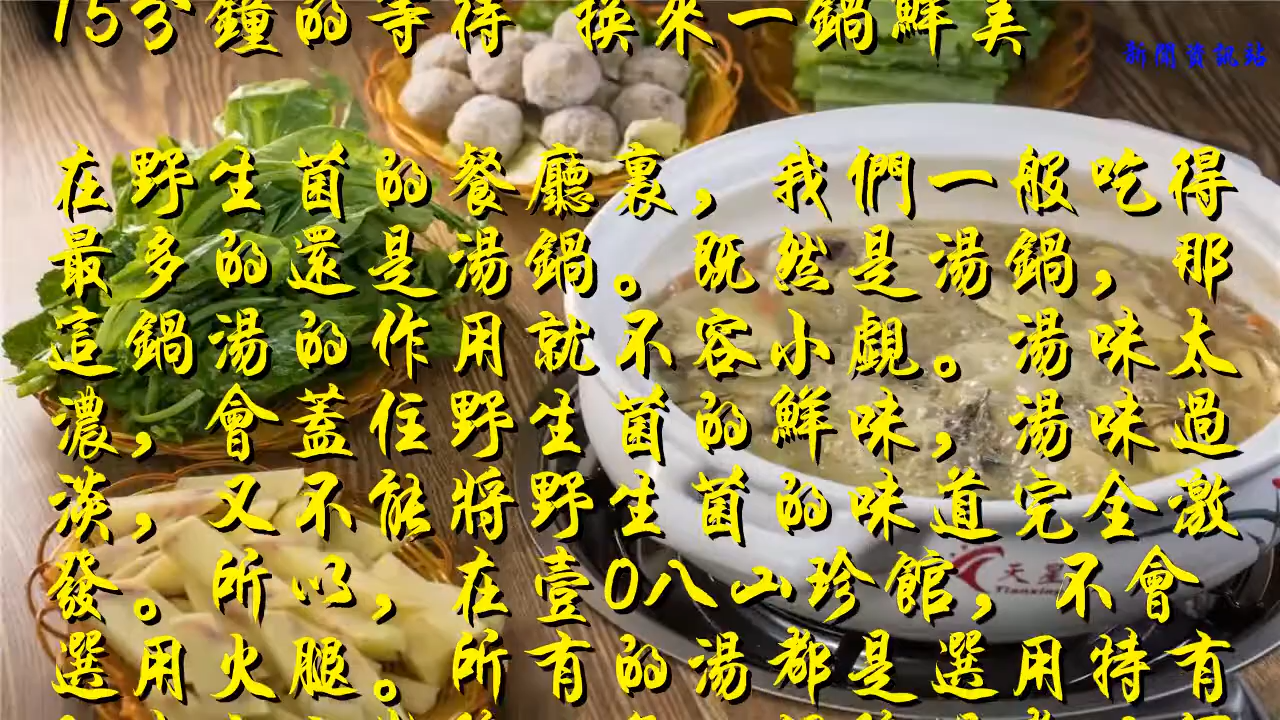 15分鐘的等待 換來一鍋鮮美
新聞資訊站
在野生菌的餐廳裏，我們一般吃得
最多的還是湯鍋。既然是湯鍋，那
這鍋湯的作用就不容小覷。湯味太
濃，會蓋住野生菌的鮮味，湯味過
淡，又不能將野生菌的味道完全激
發。所以，在壹0八山珍館，不會
選用火腿。所有的湯都是選用特有
天星
Tianxing